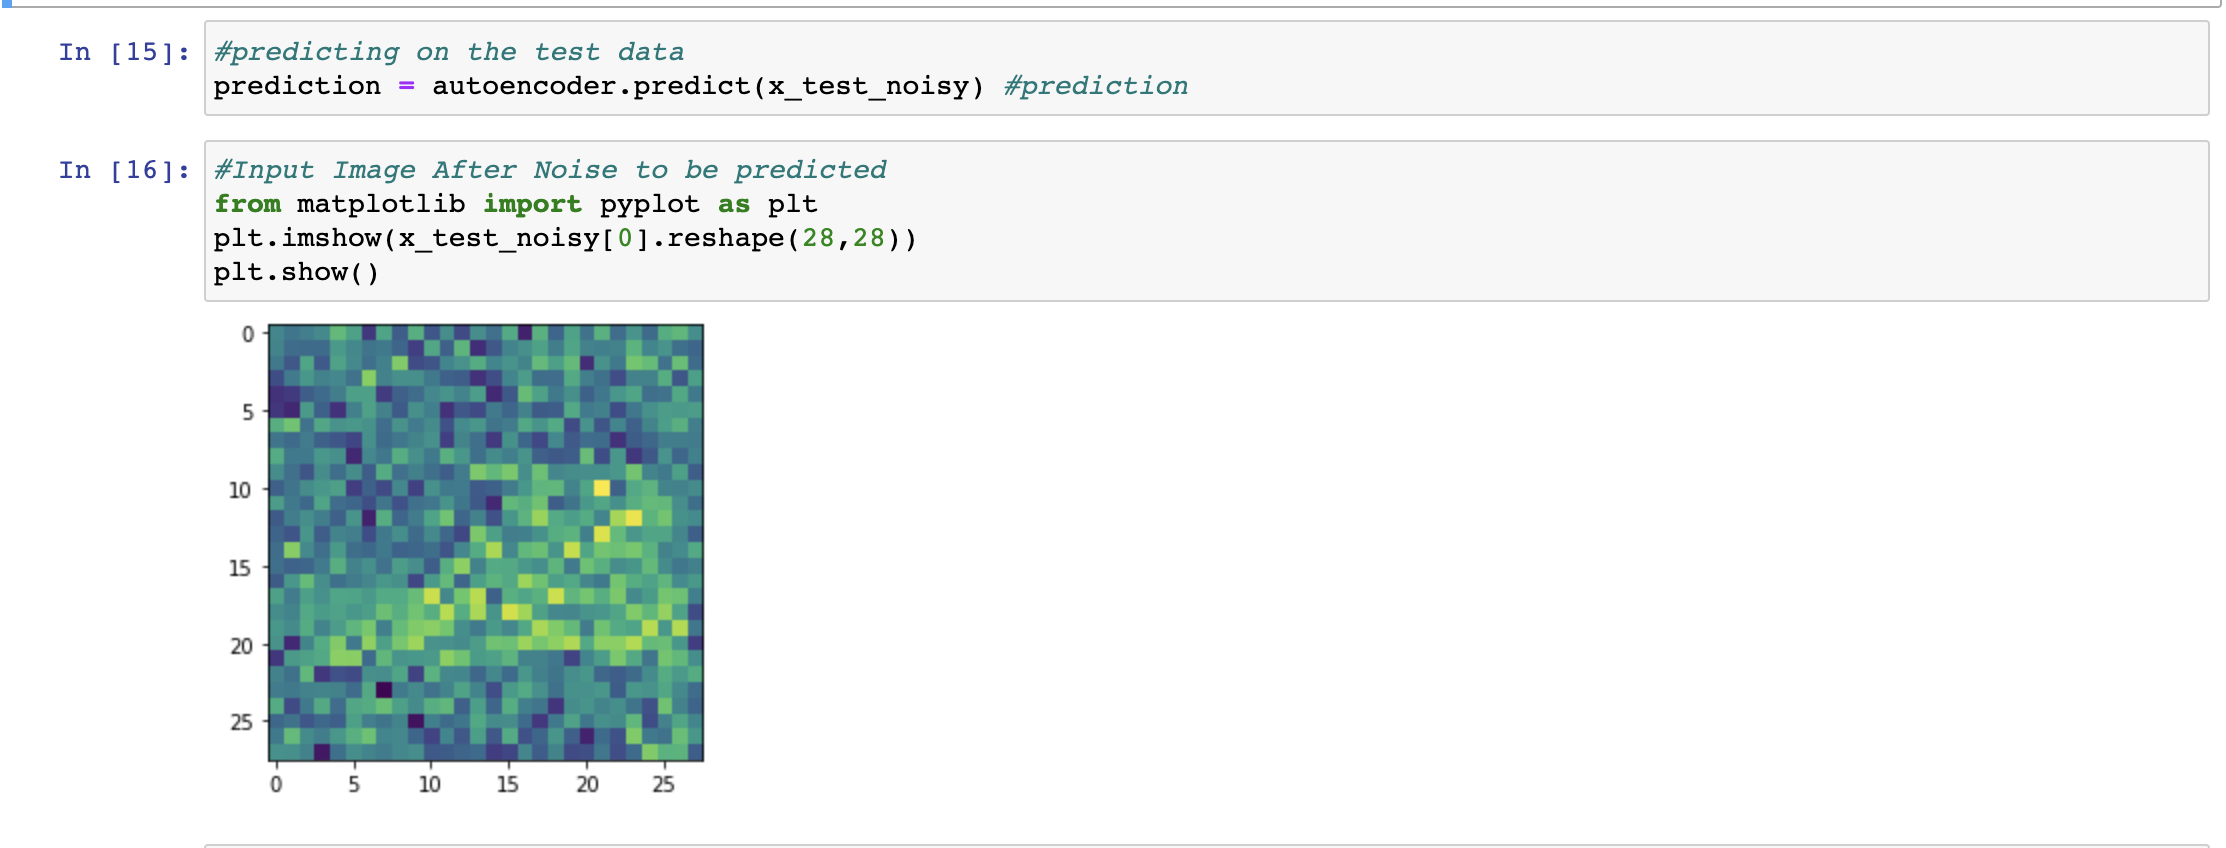 In [15]:
#predicting on the test data
prediction = autoencoder.predict(x_test_noisy) #prediction
In [16]:
#Input Image After Noise to be predicted
from matplotlib import pyplot as plt
plt.imshow(x_test_noisy[0].reshape(28,28))
plt.show()
0
5
10
15
20
25
0 5 10 15 20 25